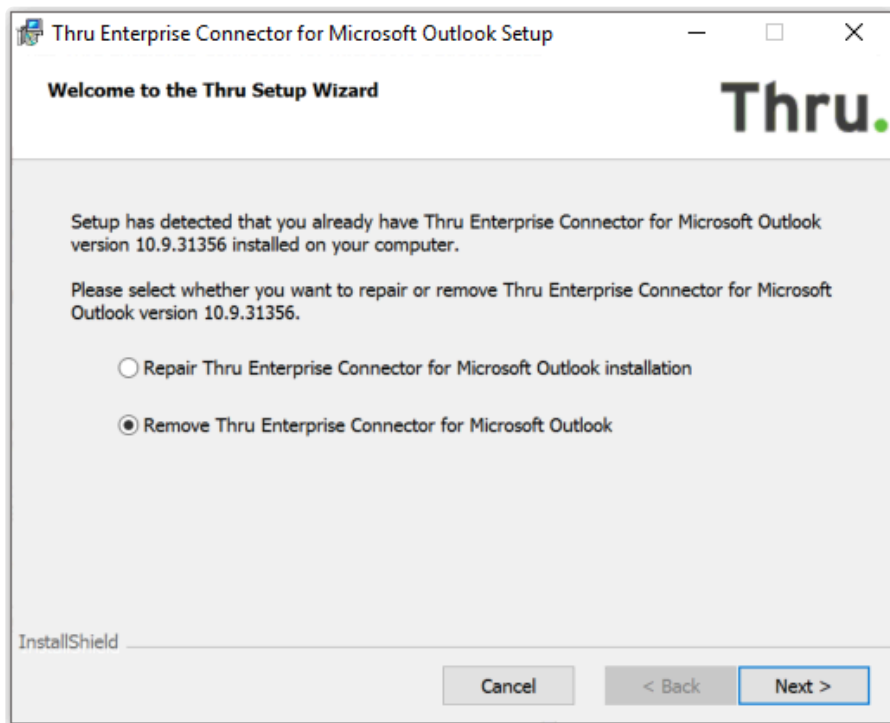 Thru Enterprise Connector for Microsoft Outlook Setup
Welcome to the Thru Setup Wizard
Thru.
Setup has detected that you already have Thru Enterprise Connector for Microsoft Outlook
version 10.9.31356 installed on your computer.
Please select whether you want to repair or remove Thru Enterprise Connector for Microsoft
Outlook version 10.9.31356.
Repair Thru Enterprise Connector for Microsoft Outlook installation
Remove Thru Enterprise Connector for Microsoft Outlook
InstallShield
Cancel
< Back
Next >